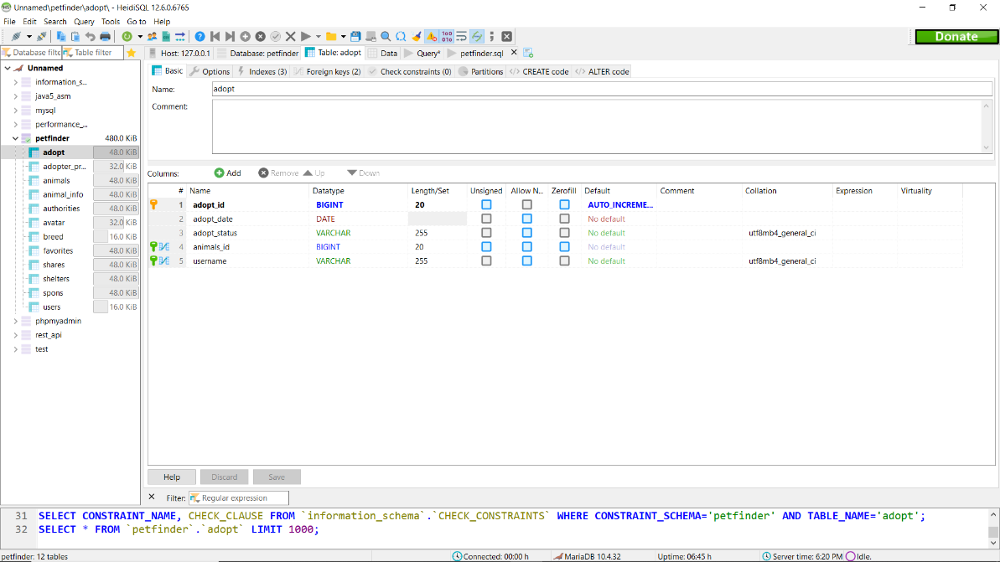 Unnamed\petfinder\adopt\ - HeidiSQL 12.6.0.6765
File Edit Search Query Tools Go to Help
Donate
Database filte Table filter
Host: 127.0.0.1 Database: petfinder Table: adopt Data Query* petfinder.sql
Unnamed
information_s...
java5_asm
mysql
performance_...
petfinder 480.0 KiB
adopt 48.0 KiB
adopter_pr... 32.0 KiB
animals 48.0 KiB
animal_info 48.0 KiB
authorities 48.0 KiB
avatar 32.0 KiB
breed 16.0 KiB
favorites 48.0 KiB
shares 48.0 KiB
shelters 48.0 KiB
spons 48.0 KiB
users 16.0 KiB
phpmyadmin
rest_api
test
Basic Options Indexes (3) Foreign keys (2) Check constraints (0) Partitions CREATE code ALTER code
Name: adopt
Comment:
Columns: Add Remove Up Down
# Name Datatype Length/Set Unsigned Allow N... Zerofill Default Comment Collation Expression Virtuality
1 adopt_id BIGINT 20 AUTO_INCREME...
2 adopt_date DATE No default
3 adopt_status VARCHAR 255 No default utf8mb4_general_ci
4 animals_id BIGINT 20 No default
5 username VARCHAR 255 No default utf8mb4_general_ci
Help Discard Save
Filter: Regular expression
31 SELECT CONSTRAINT_NAME, CHECK_CLAUSE FROM `information_schema`.`CHECK_CONSTRAINTS` WHERE CONSTRAINT_SCHEMA='petfinder' AND TABLE_NAME='adopt';
32 SELECT * FROM `petfinder`.`adopt` LIMIT 1000;
petfinder: 12 tables Connected: 00:00 h MariaDB 10.4.32 Uptime: 06:45 h Server time: 6:20 PM Idle.